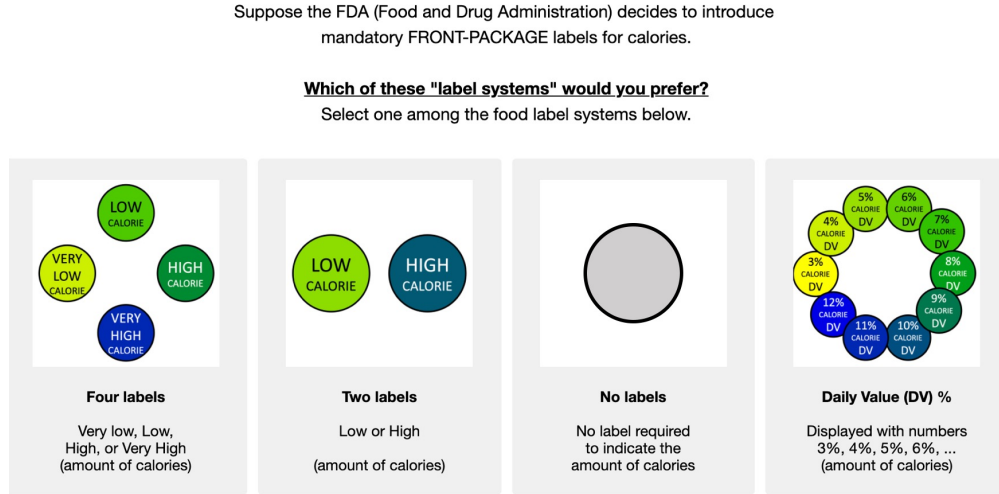 Suppose the FDA (Food and Drug Administration) decides to introduce
mandatory FRONT-PACKAGE labels for calories.
Which of these "label systems" would you prefer?
Select one among the food label systems below.
LOW
CALORIE
VERY
LOW
CALORIE
HIGH
CALORIE
VERY
HIGH
CALORIE
Four labels
Very low, Low,
High, or Very High
(amount of calories)
LOW
CALORIE
HIGH
CALORIE
Two labels
Low or High
(amount of calories)
No labels
No label required
to indicate the
amount of calories
5%
CALORIE
DV
6%
CALORIE
DV
4%
CALORIE
DV
7%
CALORIE
DV
3%
CALORIE
DV
8%
CALORIE
DV
12%
CALORIE
DV
9%
CALORIE
DV
11%
CALORIE
DV
10%
CALORIE
DV
Daily Value (DV) %
Displayed with numbers
3%, 4%, 5%, 6%, ...
(amount of calories)